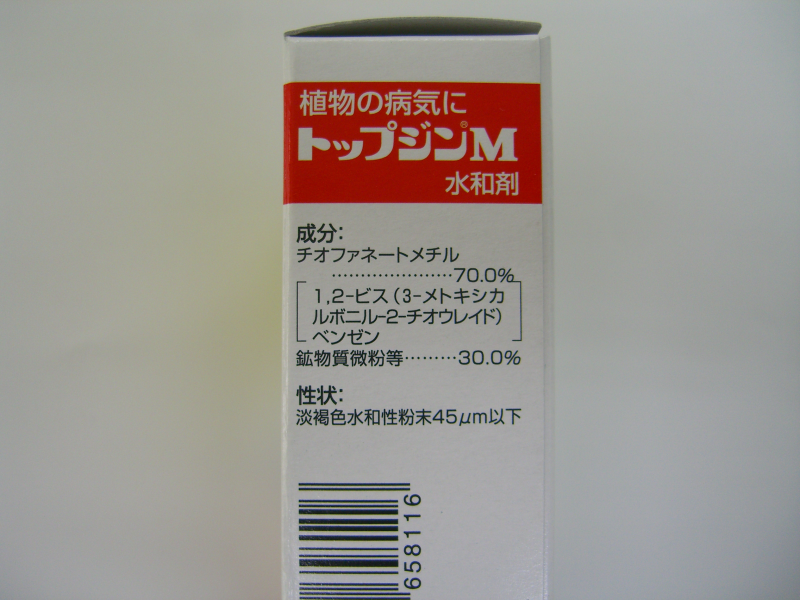 植物の病気に
トップジン®M
水和剤
成分:
チオファネートメチル
…………………70.0%
1,2-ビス(3-メトキシカ
ルボニル-2-チオウレイド)
ベンゼン
鉱物質微粉等………30.0%
性状:
淡褐色水和性粉末45μm以下
658116